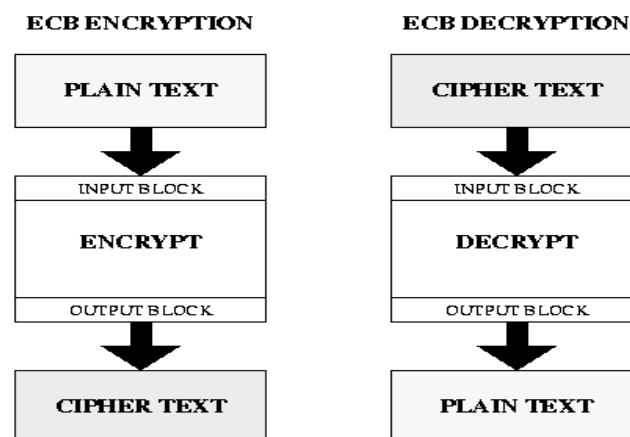 ECB ENCRYPTION
PLAIN TEXT
INPUT BLOCK
ENCRYPT
OUTPUT BLOCK
CIPHER TEXT
ECB DECRYPTION
CIPHER TEXT
INPUT BLOCK
DECRYPT
OUTPUT BLOCK
PLAIN TEXT